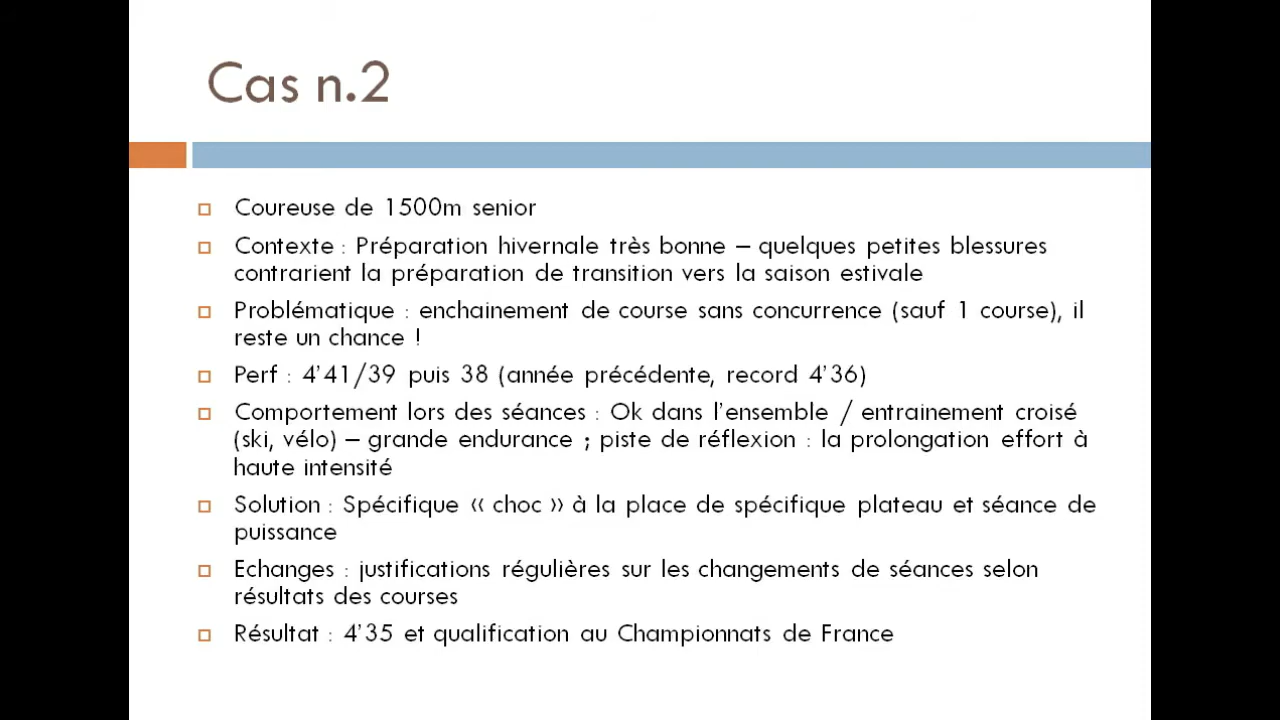 Cas n.2
Coureuse de 1500m senior
Contexte : Préparation hivernale très bonne – quelques petites blessures
contrarient la préparation de transition vers la saison estivale
Problématique : enchainement de course sans concurrence (sauf 1 course), il
reste un chance !
Perf : 4'41/39 puis 38 (année précédente, record 4'36)
Comportement lors des séances : Ok dans l'ensemble / entrainement croisé
(ski, vélo) – grande endurance ; piste de réflexion : la prolongation effort à
haute intensité
Solution : Spécifique « choc » à la place de spécifique plateau et séance de
puissance
Echanges : justifications régulières sur les changements de séances selon
résultats des courses
Résultat : 4'35 et qualification au Championnats de France